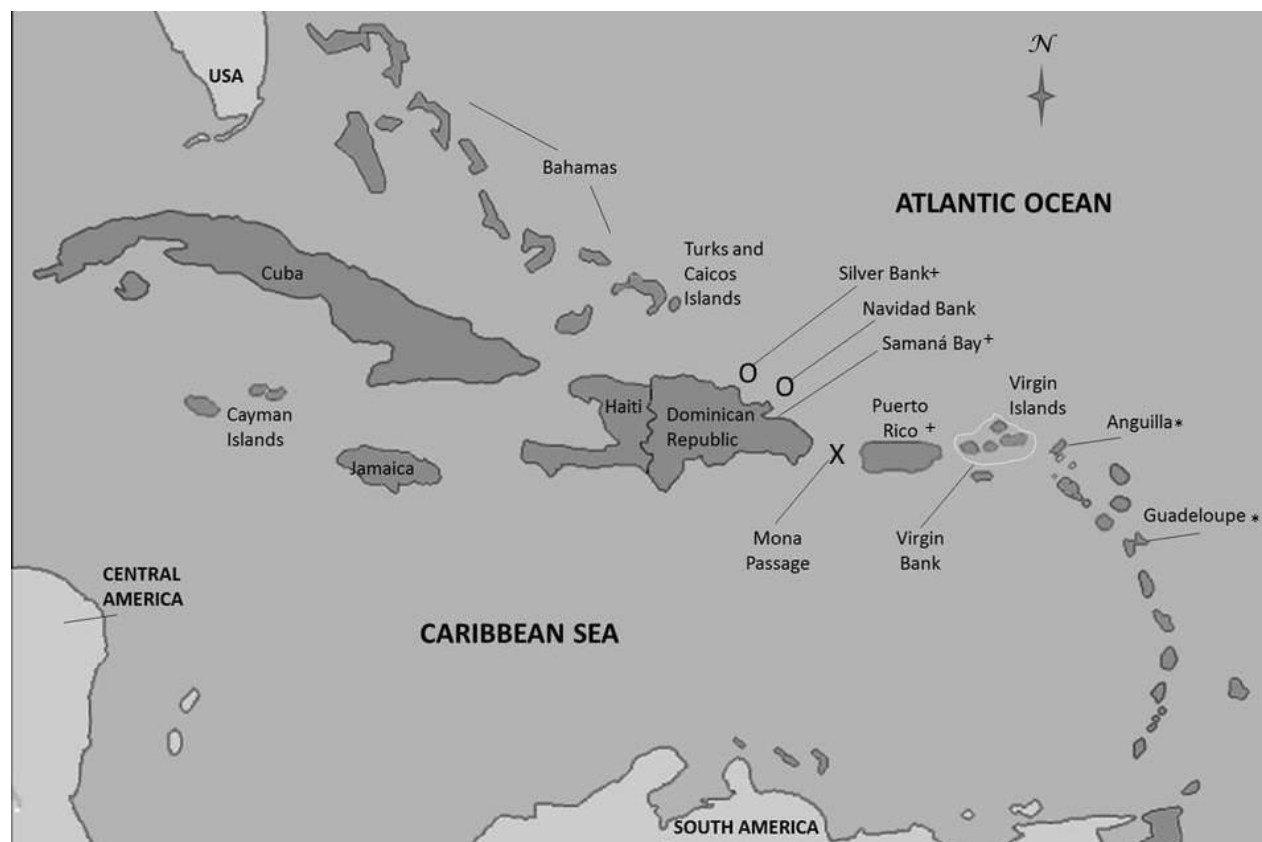 USA
N
Bahamas
ATLANTIC OCEAN
Turks and
Caicos
Islands
Silver Bank+
Cuba
Navidad Bank
Samaná Bay+
Virgin
Islands
Haiti
Dominican
Republic
Puerto
Rico +
Anguilla*
Cayman
Islands
Jamaica
X
Guadeloupe *
Mona
Passage
Virgin
Bank
CENTRAL
AMERICA
CARIBBEAN SEA
SOUTH AMERICA